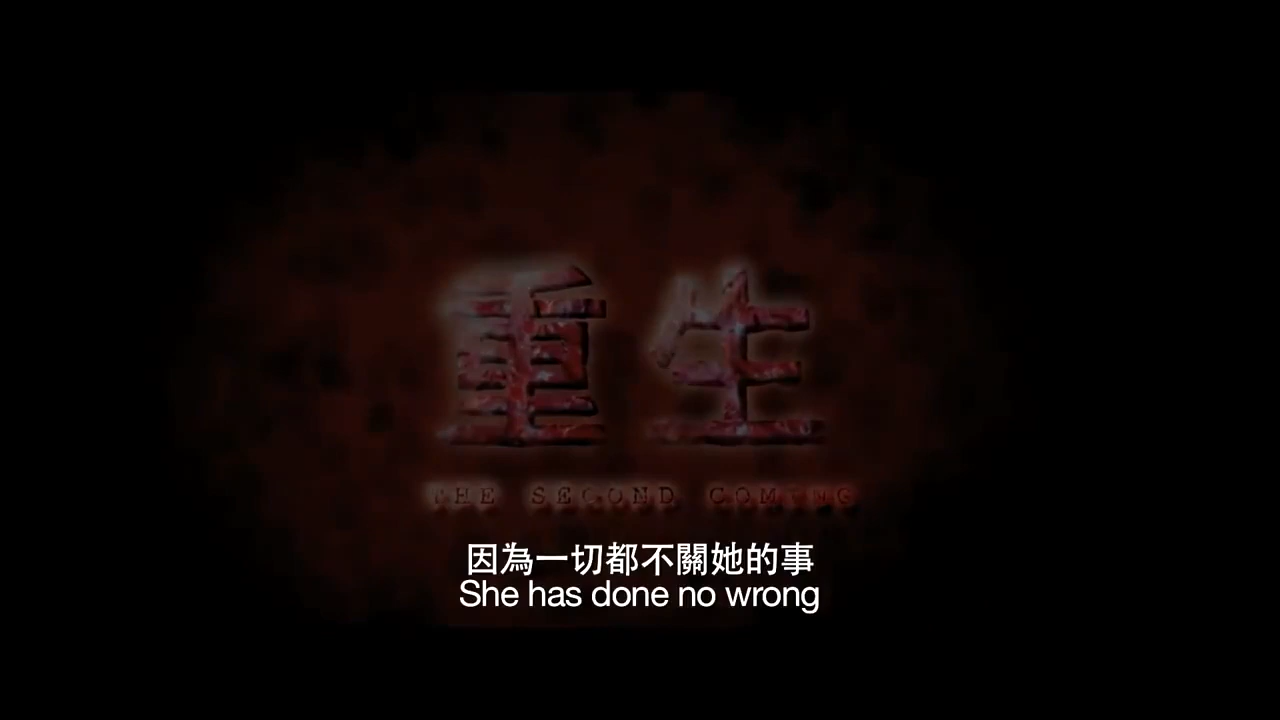 重生
THE SECOND COMING
因為一切都不關她的事
She has done no wrong